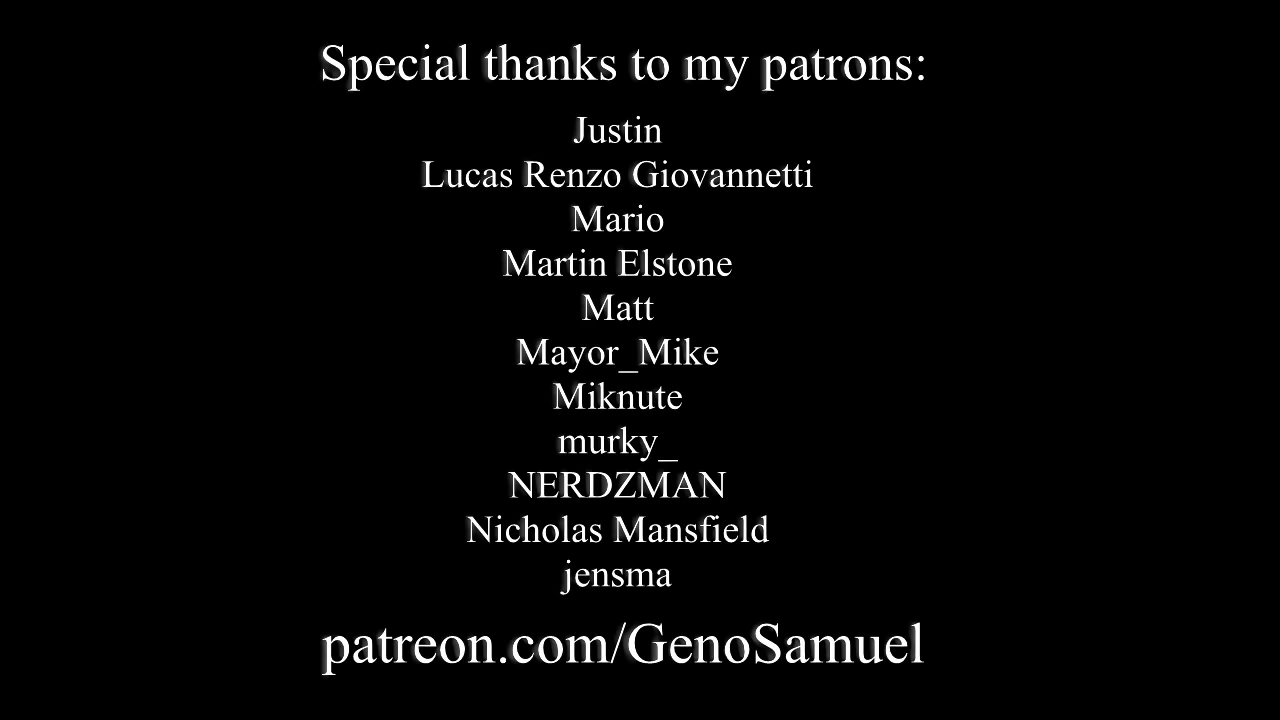 Special thanks to my patrons:
Justin
Lucas Renzo Giovannetti
Mario
Martin Elstone
Matt
Mayor_Mike
Miknute
murky_
NERDZMAN
Nicholas Mansfield
jensma
patreon.com/GenoSamuel